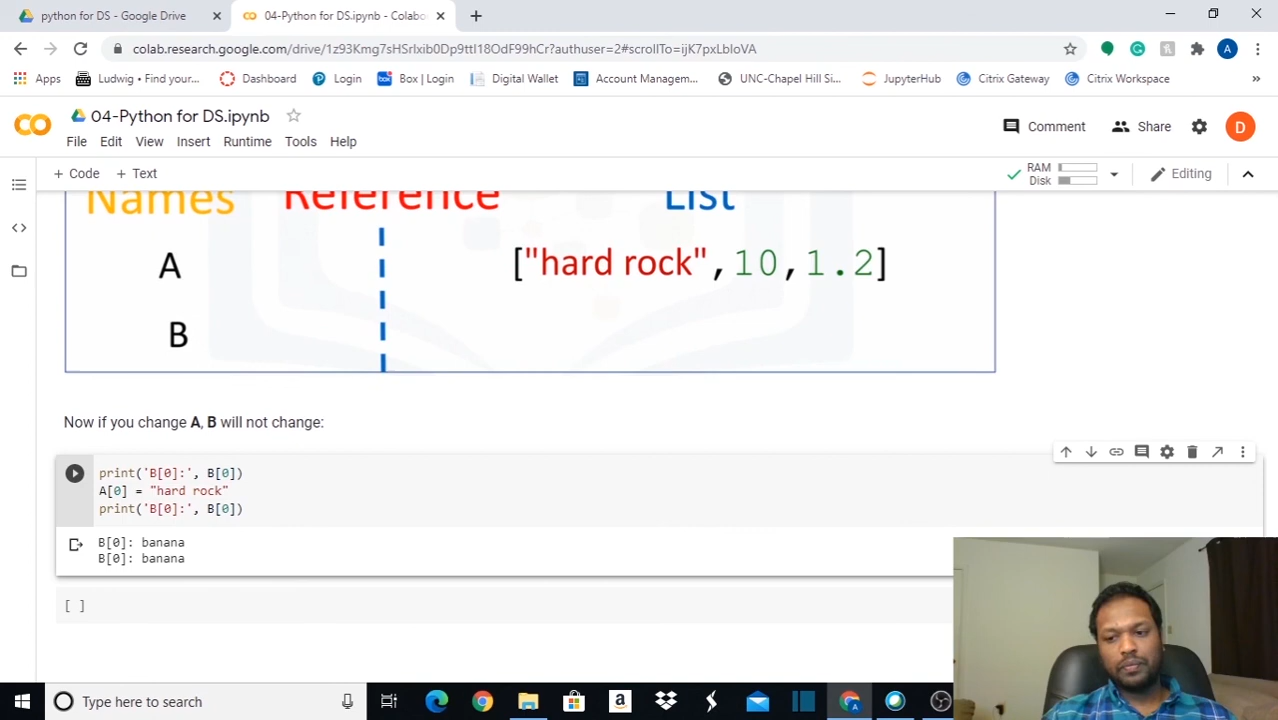 python for DS - Google Drive
04-Python for DS.ipynb - Colabo
colab.research.google.com/drive/1z93Kmg7sHSrlxib0Dp9ttI18OdF99hCr?authuser=2#scrollTo=ijK7pxLbloVA
A
Apps
Ludwig • Find your...
Dashboard
Login
Box | Login
Digital Wallet
Account Managem...
UNC-Chapel Hill Si...
JupyterHub
Citrix Gateway
Citrix Workspace
»
CO
04-Python for DS.ipynb
Comment
Share
D
File Edit View Insert Runtime Tools Help
+ Code + Text
RAM
Disk
Editing
Names Reference List
A ["hard rock",10,1.2]
B
Now if you change A, B will not change:
print('B[0]:', B[0])
A[0] = "hard rock"
print('B[0]:', B[0])
B[0]: banana
B[0]: banana
[ ]
Type here to search